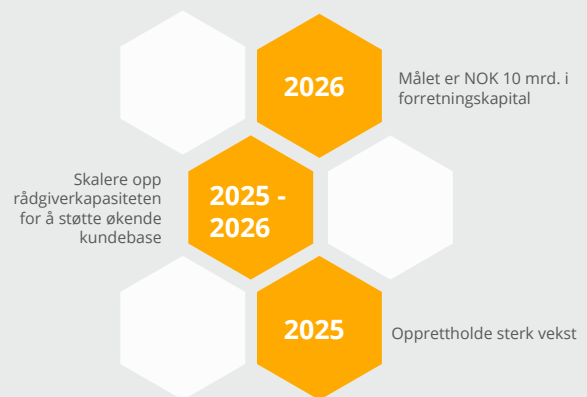 2026
Målet er NOK 10 mrd. i
forretningskapital
Skalere opp
rådgiverkapasiteten
for å støtte økende
kundebase
2025 -
2026
2025
Opprettholde sterk vekst